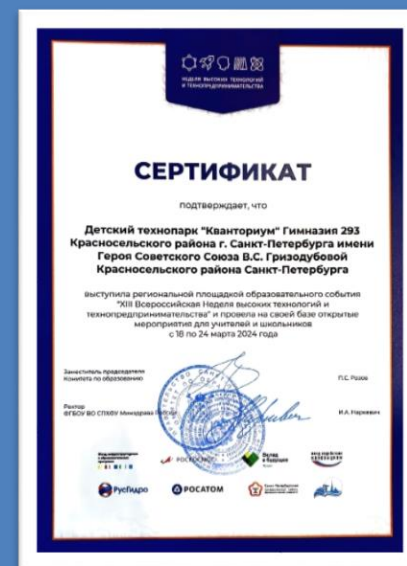 НЕДЕЛЯ ВЫСОКИХ ТЕХНОЛОГИЙ
И ТЕХНОПРЕДПРИНИМАТЕЛЬСТВА
СЕРТИФИКАТ
подтверждает, что
Детский технопарк "Кванториум" Гимназия 293
Красносельского района г. Санкт-Петербурга имени
Героя Советского Союза В.С. Гризодубовой
Красносельского района Санкт-Петербурга
выступила региональной площадкой образовательного события
"XIII Всероссийская Неделя высоких технологий и
технопредпринимательства" и провела на своей базе открытые
мероприятия для учителей и школьников
с 18 по 24 марта 2024 года
Заместитель председателя
Комитета по образованию
П.С. Розов
Ректор
ФГБОУ ВО СПХФУ Минздрава России
И.А. Наркевич
РОСКОСМОС
Вклад
в будущее
РусГидро
РОСАТОМ